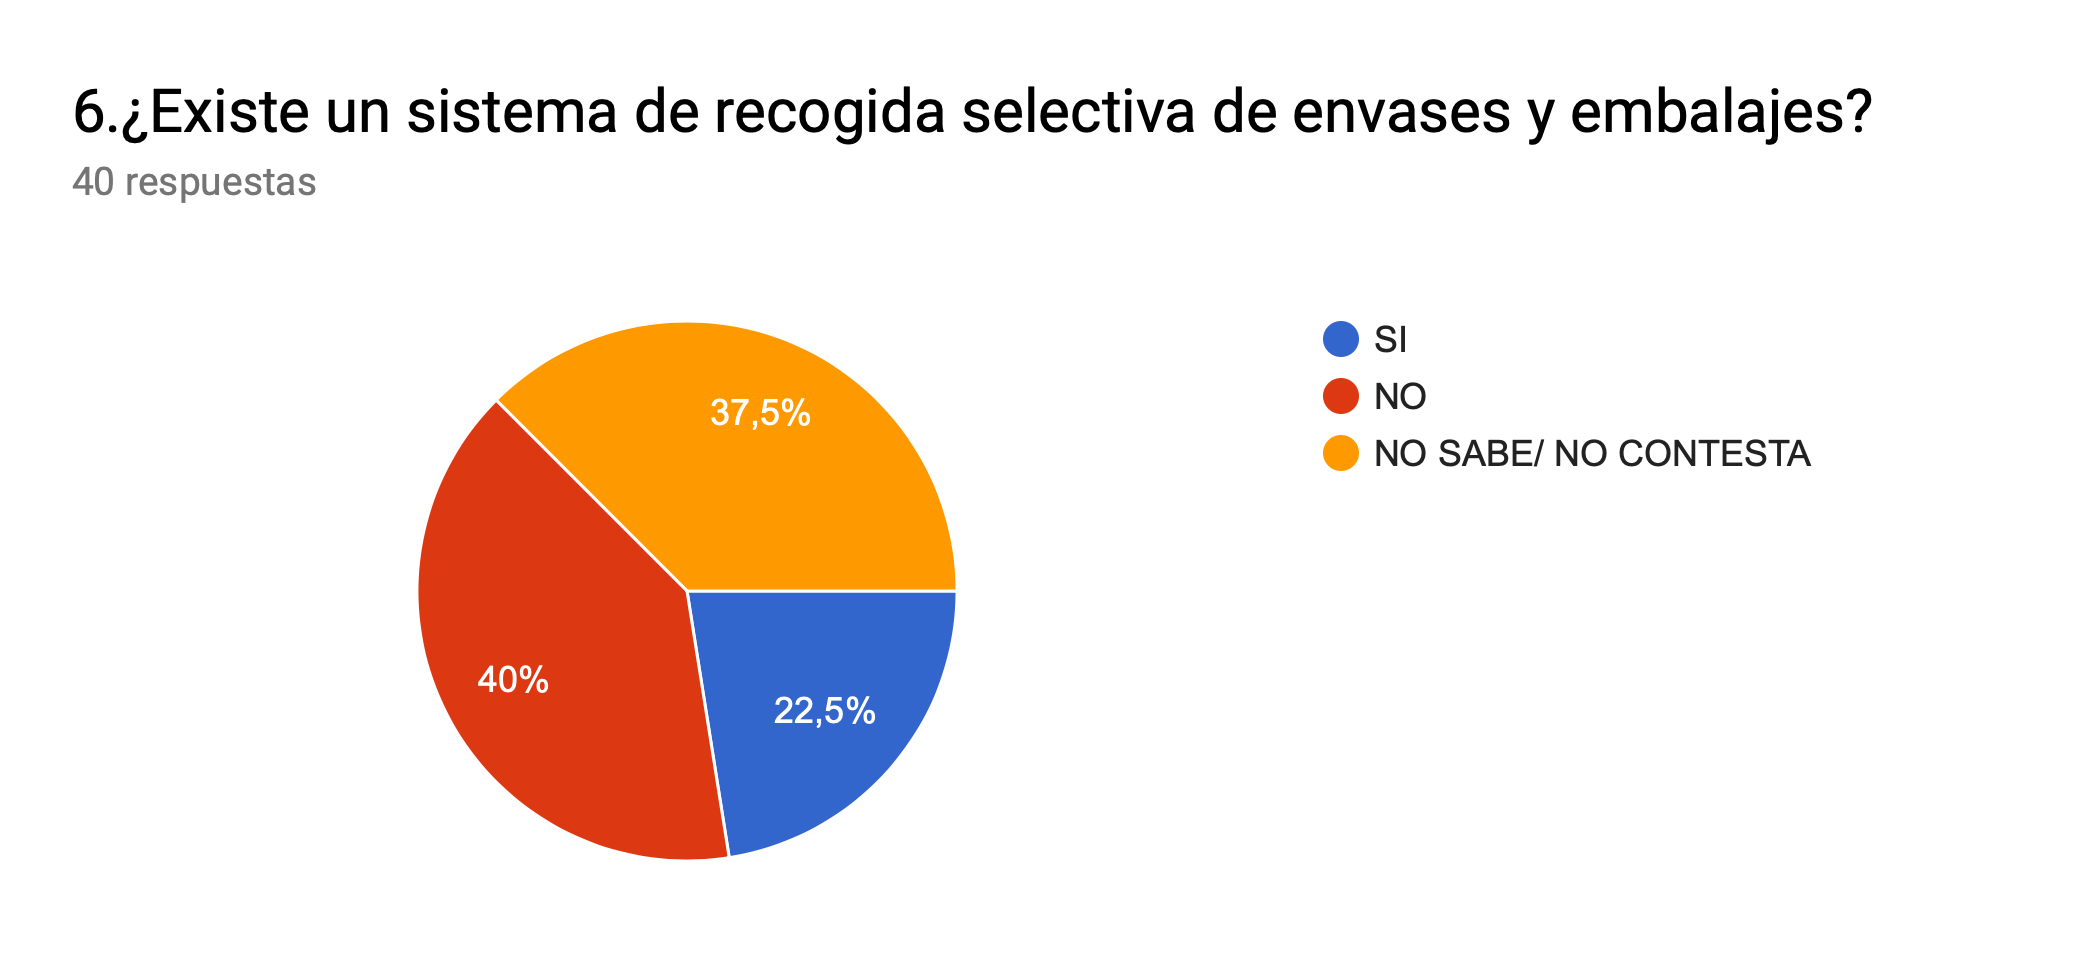 6.¿Existe un sistema de recogida selectiva de envases y embalajes?
40 respuestas
SI
NO
NO SABE/ NO CONTESTA
37,5%
40%
22,5%